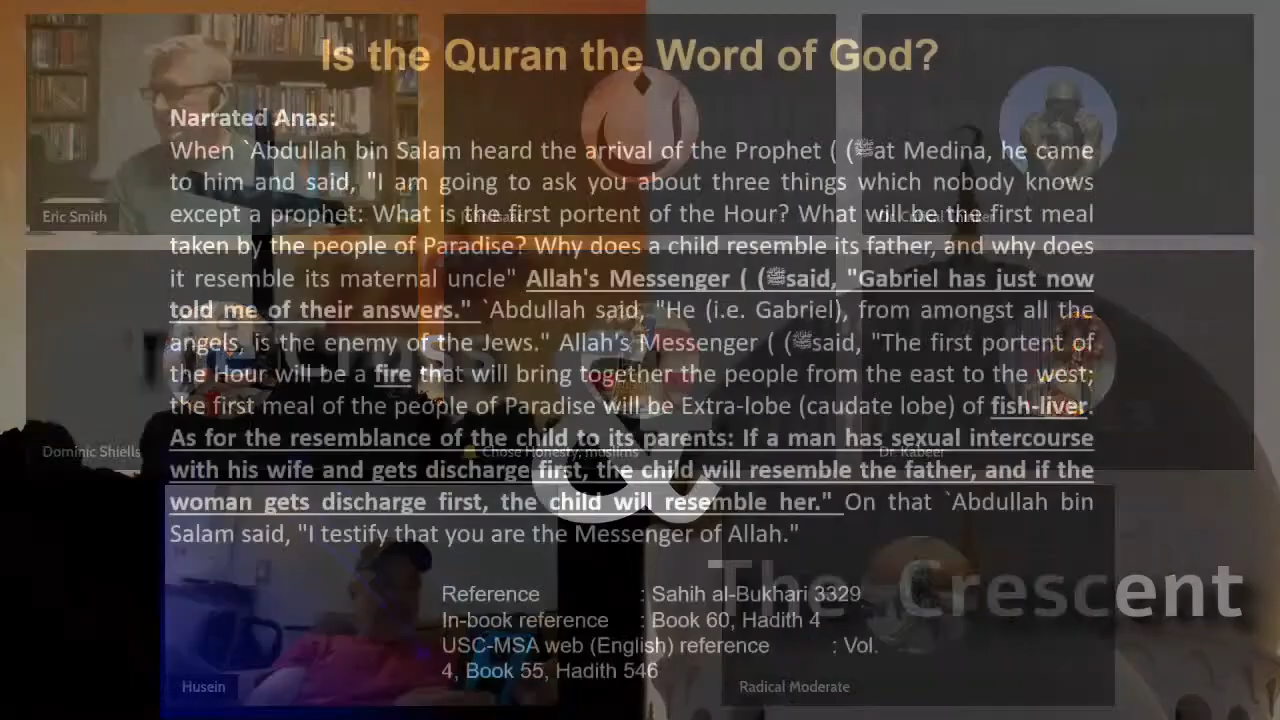 Is the Quran the Word of God?
Narrated Anas:
When `Abdullah bin Salam heard the arrival of the Prophet ( (ﷺat Medina, he came
to him and said, "I am going to ask you about three things which nobody knows
except a prophet: What is the first portent of the Hour? What will be the first meal
taken by the people of Paradise? Why does a child resemble its father, and why does
it resemble its maternal uncle" Allah's Messenger ( (ﷺsaid, "Gabriel has just now
told me of their answers." `Abdullah said, "He (i.e. Gabriel), from amongst all the
angels, is the enemy of the Jews." Allah's Messenger ( (ﷺsaid, "The first portent of
the Hour will be a fire that will bring together the people from the east to the west;
the first meal of the people of Paradise will be Extra-lobe (caudate lobe) of fish-liver.
As for the resemblance of the child to its parents: If a man has sexual intercourse
with his wife and gets discharge first, the child will resemble the father, and if the
woman gets discharge first, the child will resemble her." On that `Abdullah bin
Salam said, "I testify that you are the Messenger of Allah."
Reference : Sahih al-Bukhari 3329
In-book reference : Book 60, Hadith 4
USC-MSA web (English) reference : Vol.
4, Book 55, Hadith 546
Eric Smith
Dominic Shiells
Chose Honesty, muslims
Dr. Kabeer
&
The Crescent
Husein
Radical Moderate